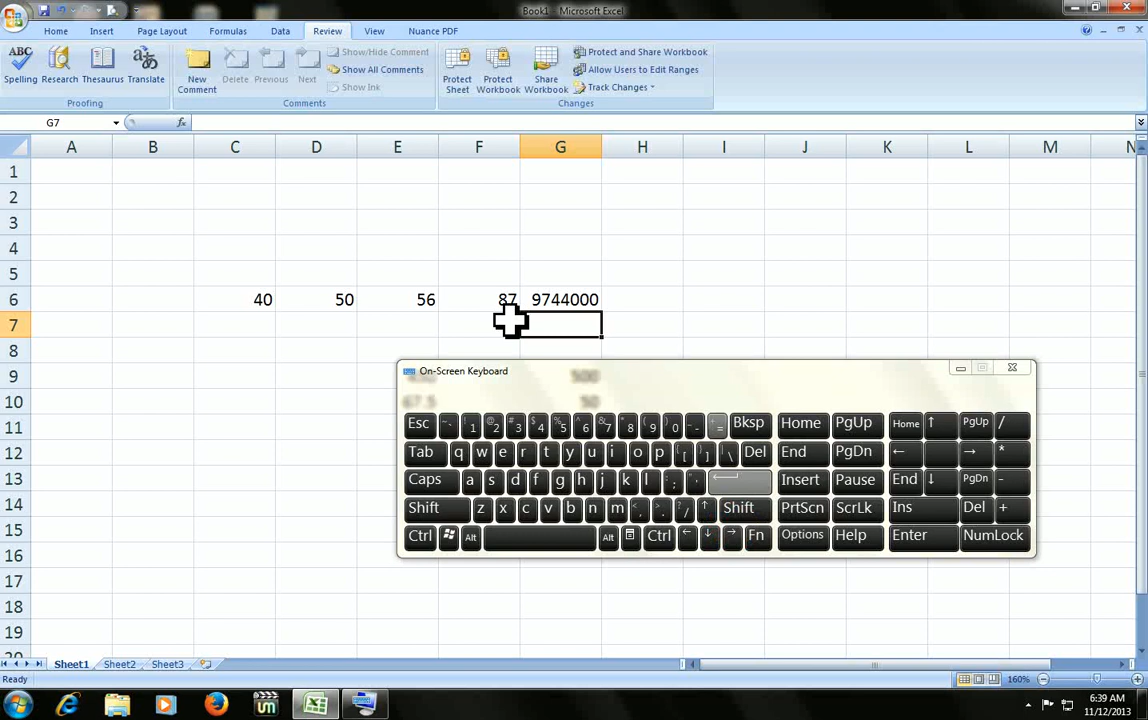 Book1 - Microsoft Excel
Home Insert Page Layout Formulas Data Review View Nuance PDF
Spelling Research Thesaurus Translate
Proofing
New Comment Delete Previous Next
Show/Hide Comment
Show All Comments
Show Ink
Comments
Protect Sheet Protect Workbook Share Workbook
Protect and Share Workbook
Allow Users to Edit Ranges
Track Changes
Changes
G7 fx
A B C D E F G H I J K L M N
1
2
3
4
5
6 40 50 56 87 9744000
7
8
9 500
10 67.5 50
11
12
13
14
15
16
17
18
19
20
On-Screen Keyboard
Esc ~ ` ! 1 @ 2 # 3 $ 4 % 5 ^ 6 & 7 * 8 ( 9 ) 0 _ - + = Bksp Home PgUp Home ↑ PgUp /
Tab q w e r t y u i o p { [ } ] | \ Del End PgDn ← → *
Caps a s d f g h j k l : ; " ' Insert Pause End ↓ PgDn -
Shift z x c v b n m < , > . ? / ↑ Shift PrtScn ScrLk Ins Del +
Ctrl Alt Alt Ctrl ← ↓ → Fn Options Help Enter NumLock
Sheet1 Sheet2 Sheet3
Ready 160%
6:39 AM
11/12/2013